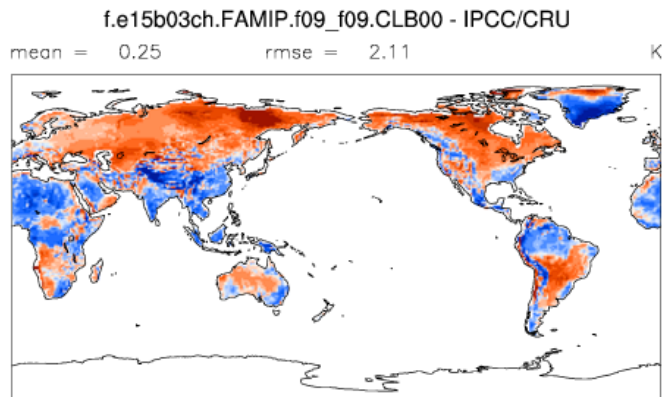 f.e15b03ch.FAMIP.f09_f09.CLB00 - IPCC/CRU
mean = 0.25 rmse = 2.11 K